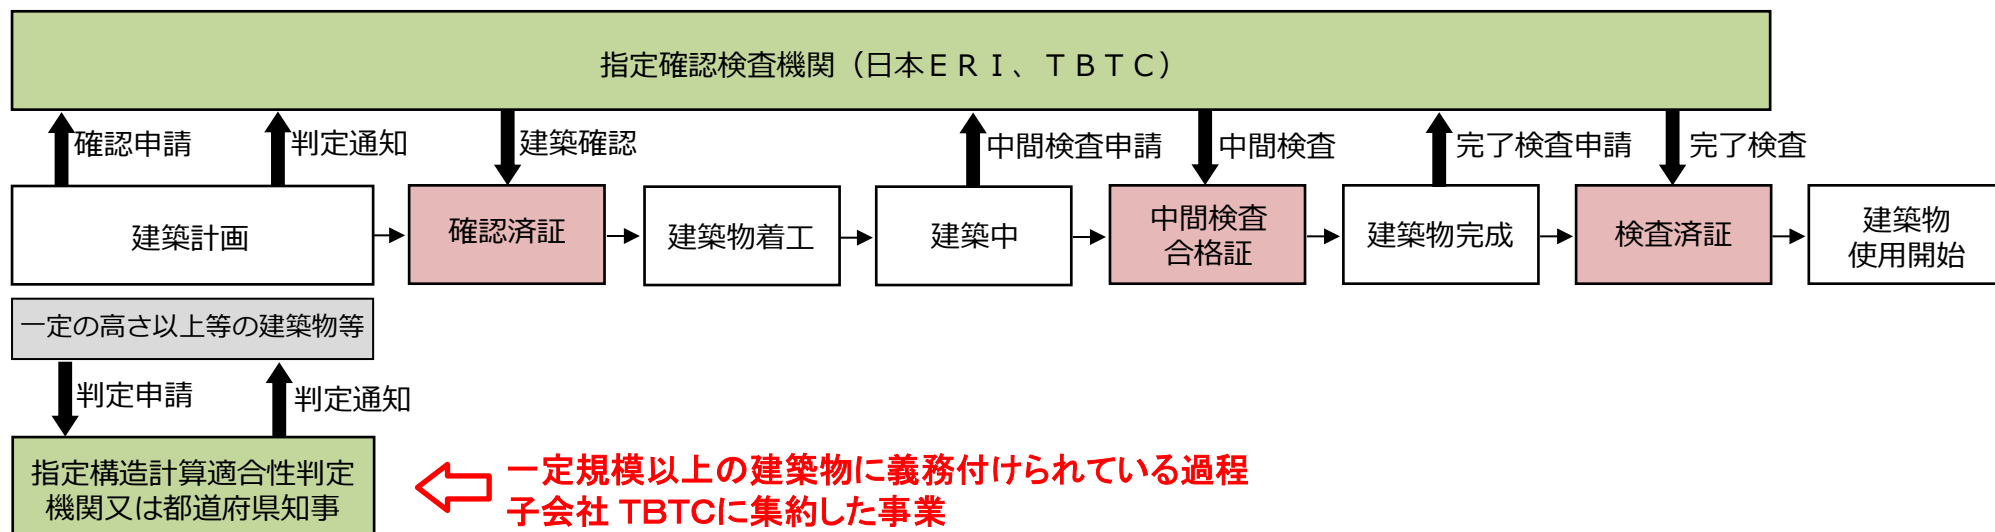 指定確認検査機関（日本ＥＲＩ、ＴＢＴＣ）
確認申請
判定通知
建築確認
中間検査申請
中間検査
完了検査申請
完了検査
建築計画
確認済証
建築物着工
建築中
中間検査
合格証
建築物完成
検査済証
建築物
使用開始
一定の高さ以上等の建築物等
判定申請
判定通知
指定構造計算適合性判定
機関又は都道府県知事
一定規模以上の建築物に義務付けられている過程
子会社 TBTCに集約した事業